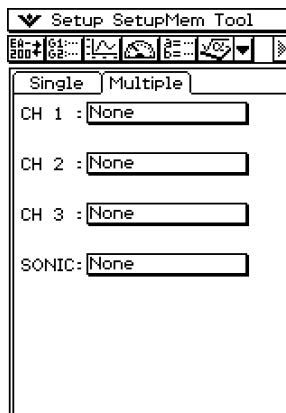 Setup SetupMem Tool
Single Multiple
CH 1 : None
CH 2 : None
CH 3 : None
SONIC: None